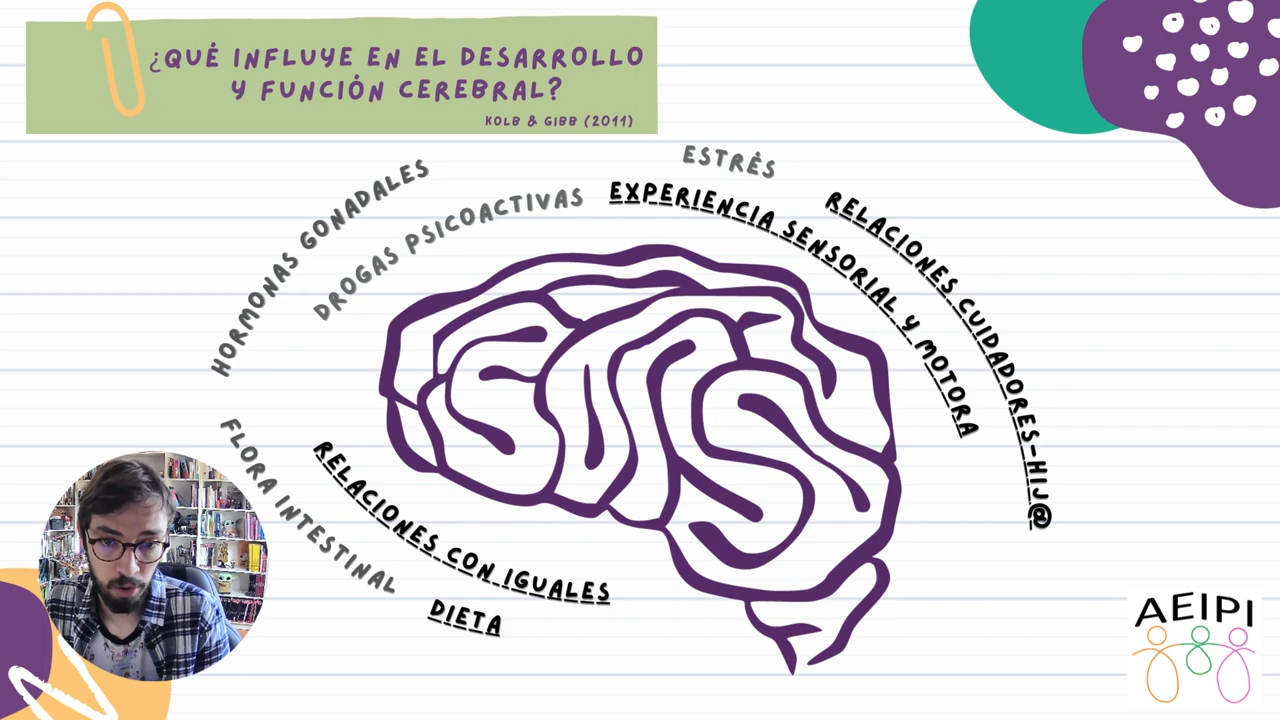 ¿QUÉ INFLUYE EN EL DESARROLLO
Y FUNCIÓN CEREBRAL?
KOLB & GIBB (2011)
HORMONAS GONADALES
DROGAS PSICOACTIVAS
ESTRÉS
EXPERIENCIA SENSORIAL Y MOTORA
RELACIONES CUIDADORES-HIJ@
FLORA INTESTINAL
RELACIONES CON IGUALES
DIETA
AEIPI